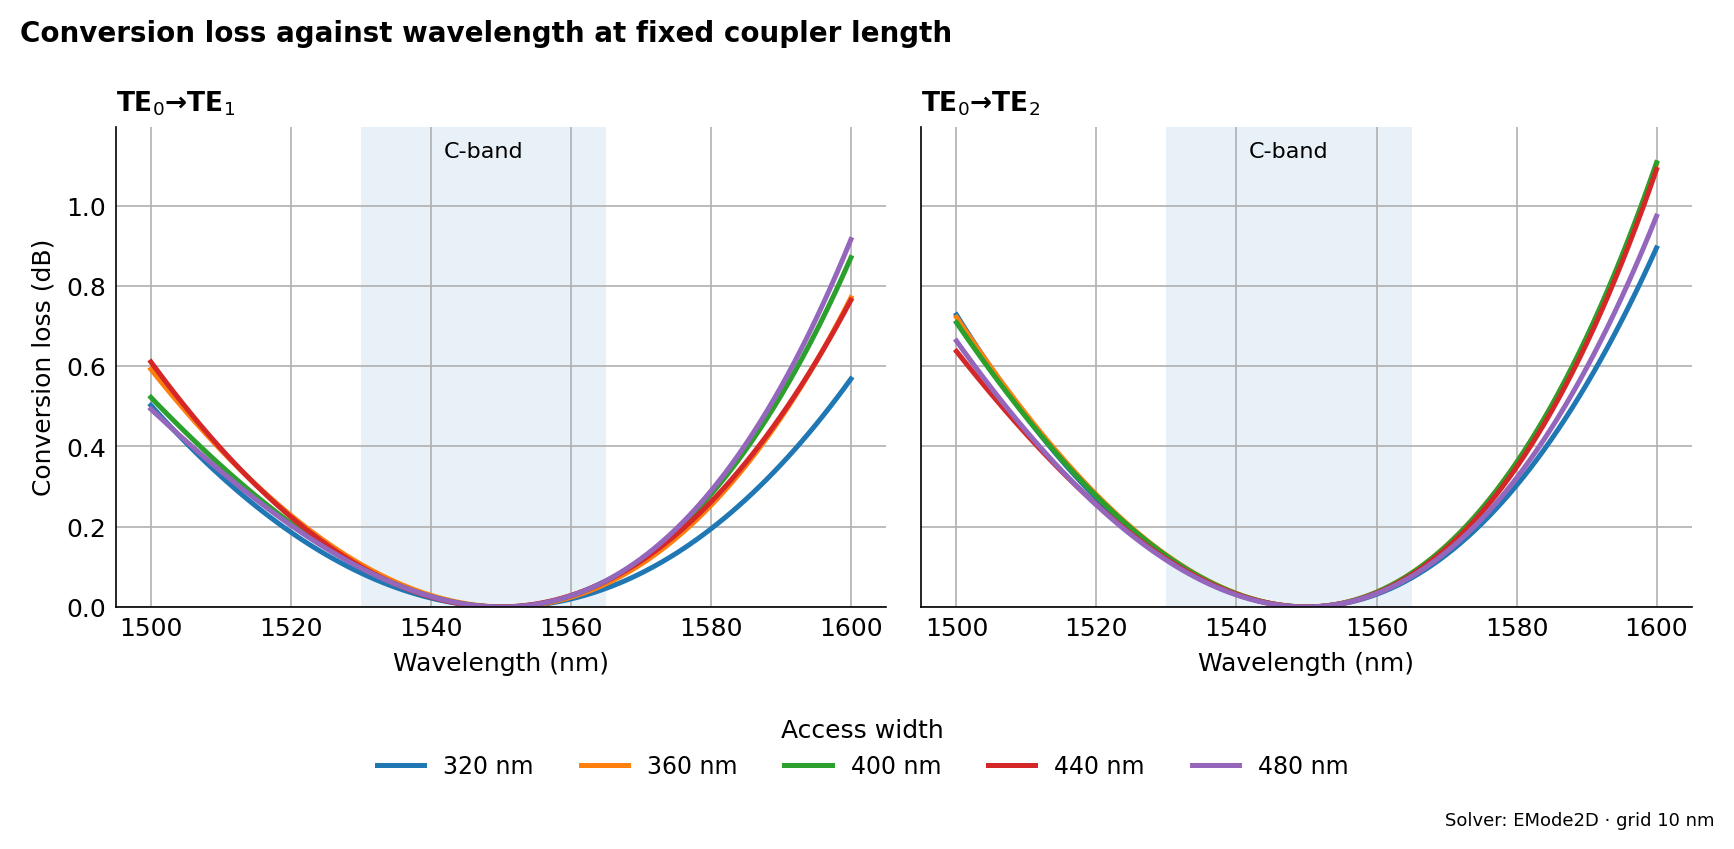 Conversion loss against wavelength at fixed coupler length
TE₀→TE₁
TE₀→TE₂
C-band
C-band
Conversion loss (dB)
1.0
0.8
0.6
0.4
0.2
0.0
1500 1520 1540 1560 1580 1600
1500 1520 1540 1560 1580 1600
Wavelength (nm)
Wavelength (nm)
Access width
320 nm 360 nm 400 nm 440 nm 480 nm
Solver: EMode2D · grid 10 nm